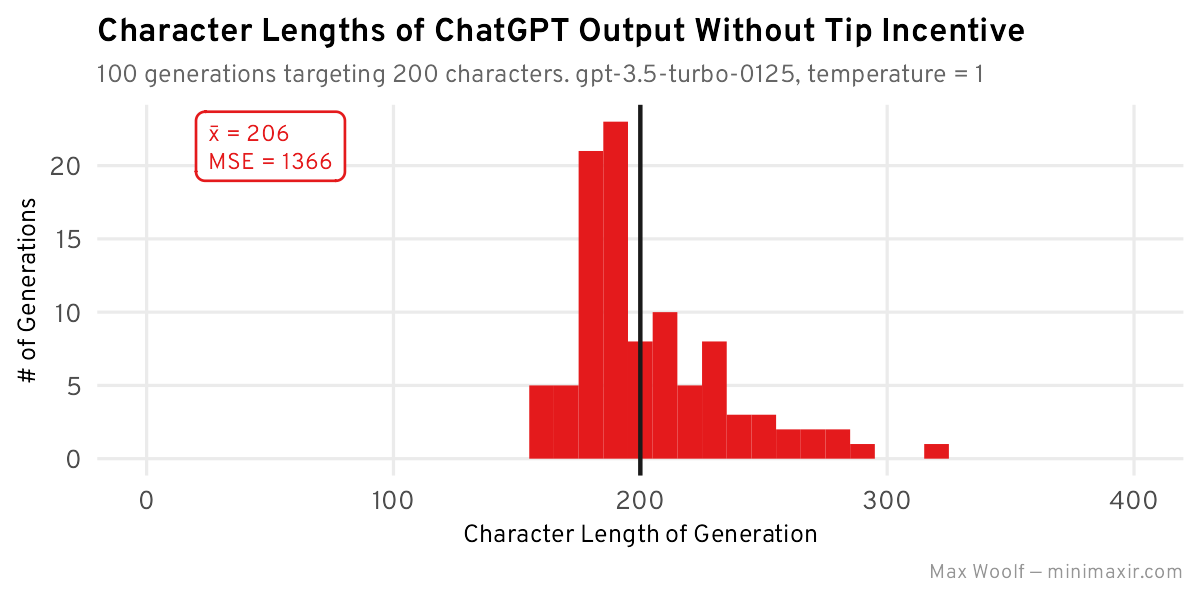 Character Lengths of ChatGPT Output Without Tip Incentive
100 generations targeting 200 characters. gpt-3.5-turbo-0125, temperature = 1
x̄ = 206
MSE = 1366
# of Generations
20
15
10
5
0
0 100 200 300 400
Character Length of Generation
Max Woolf — minimaxir.com